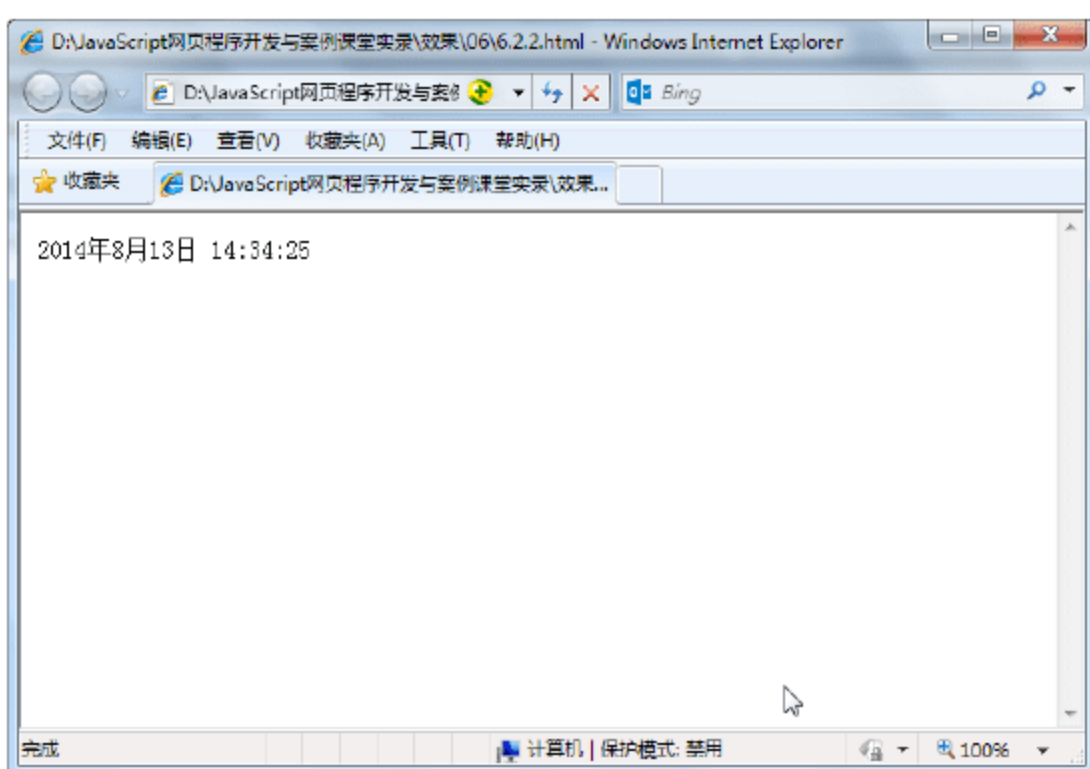 D:\JavaScript网页程序开发与案例课堂实录\效果\06\6.2.2.html - Windows Internet Explorer
D:\JavaScript网页程序开发与案例
Bing
文件(F) 编辑(E) 查看(V) 收藏夹(A) 工具(T) 帮助(H)
收藏夹 D:\JavaScript网页程序开发与案例课堂实录\效果...
2014年8月13日 14:34:25
完成 计算机 | 保护模式: 禁用 100%